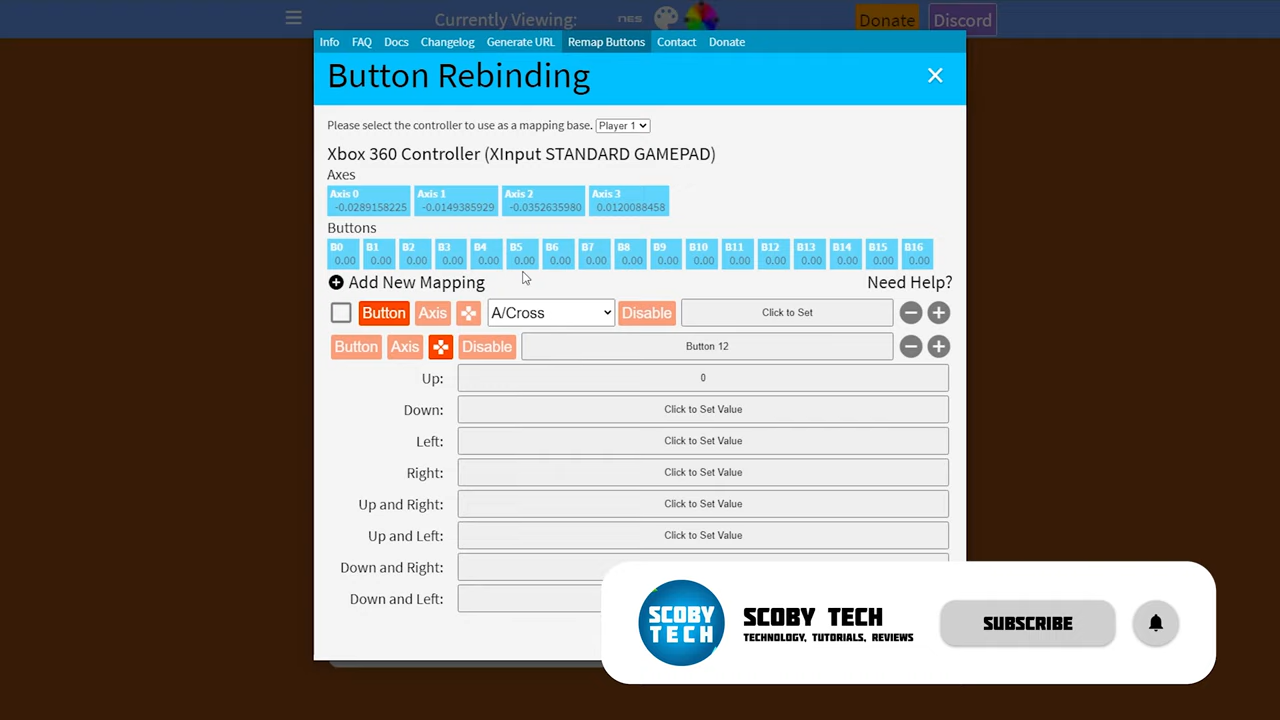 Currently Viewing: NES Donate Discord
Info FAQ Docs Changelog Generate URL Remap Buttons Contact Donate
Button Rebinding
Please select the controller to use as a mapping base. Player 1
Xbox 360 Controller (XInput STANDARD GAMEPAD)
Axes
Axis 0 Axis 1 Axis 2 Axis 3
-0.0289158225 -0.0149385929 -0.0352635980 0.0120088458
Buttons
B0 B1 B2 B3 B4 B5 B6 B7 B8 B9 B10 B11 B12 B13 B14 B15 B16
0.00 0.00 0.00 0.00 0.00 0.00 0.00 0.00 0.00 0.00 0.00 0.00 0.00 0.00 0.00 0.00 0.00
Add New Mapping Need Help?
Button Axis A/Cross Disable Click to Set
Button Axis Disable Button 12
Up: 0
Down: Click to Set Value
Left: Click to Set Value
Right: Click to Set Value
Up and Right: Click to Set Value
Up and Left: Click to Set Value
Down and Right:
Down and Left:
SCOBY TECH
SCOBY TECH
TECHNOLOGY, TUTORIALS, REVIEWS
SUBSCRIBE